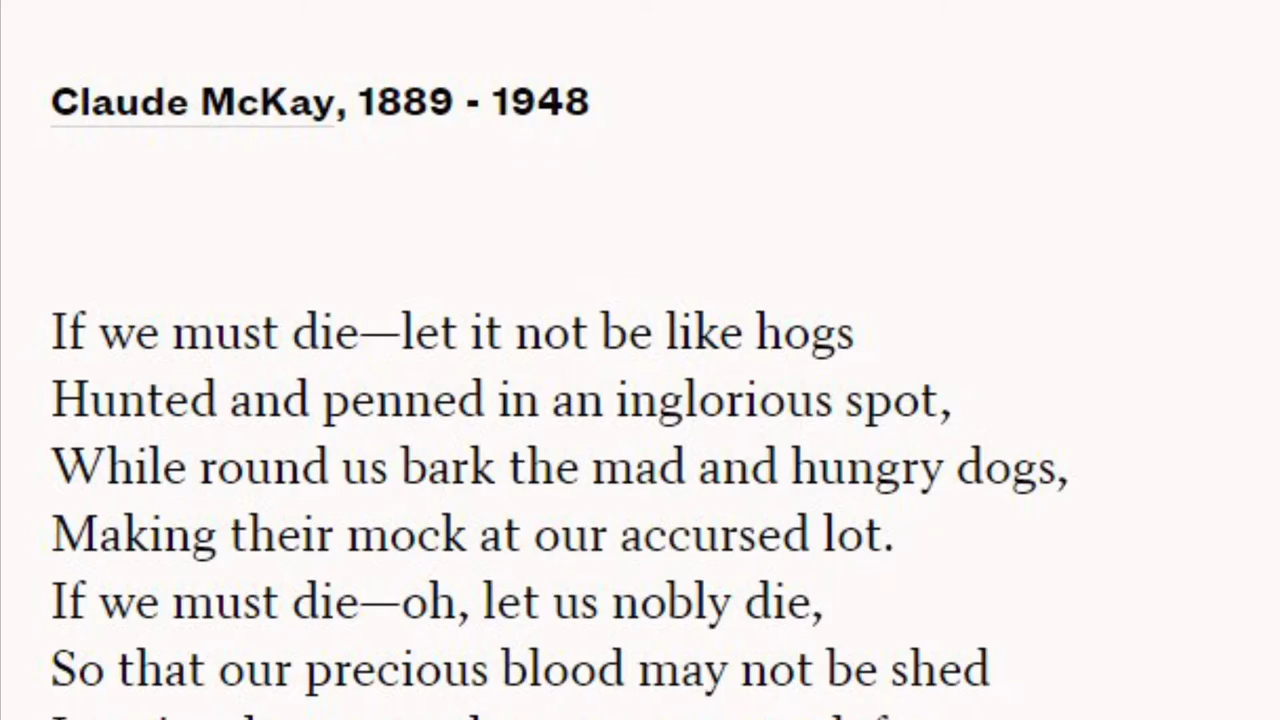 Claude McKay, 1889 - 1948
If we must die—let it not be like hogs
Hunted and penned in an inglorious spot,
While round us bark the mad and hungry dogs,
Making their mock at our accursed lot.
If we must die—oh, let us nobly die,
So that our precious blood may not be shed